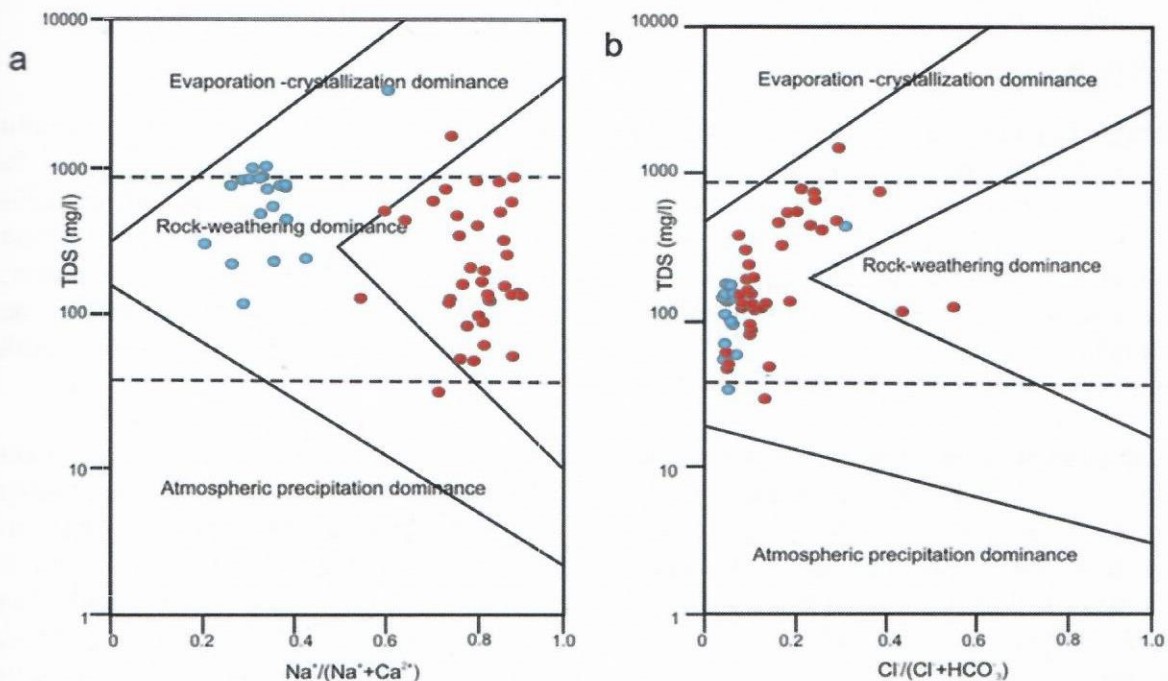 a
10000
1000
100
10
1
TDS (mg/l)
Evaporation -crystallization dominance
Rock-weathering dominance
Atmospheric precipitation dominance
0 0.2 0.4 0.6 0.8 1.0
Na⁺/(Na⁺+Ca²⁺)
b
10000
1000
100
10
1
TDS (mg/l)
Evaporation -crystallization dominance
Rock-weathering dominance
Atmospheric precipitation dominance
0 0.2 0.4 0.6 0.8 1.0
Cl⁻/(Cl⁻+HCO⁻₃)